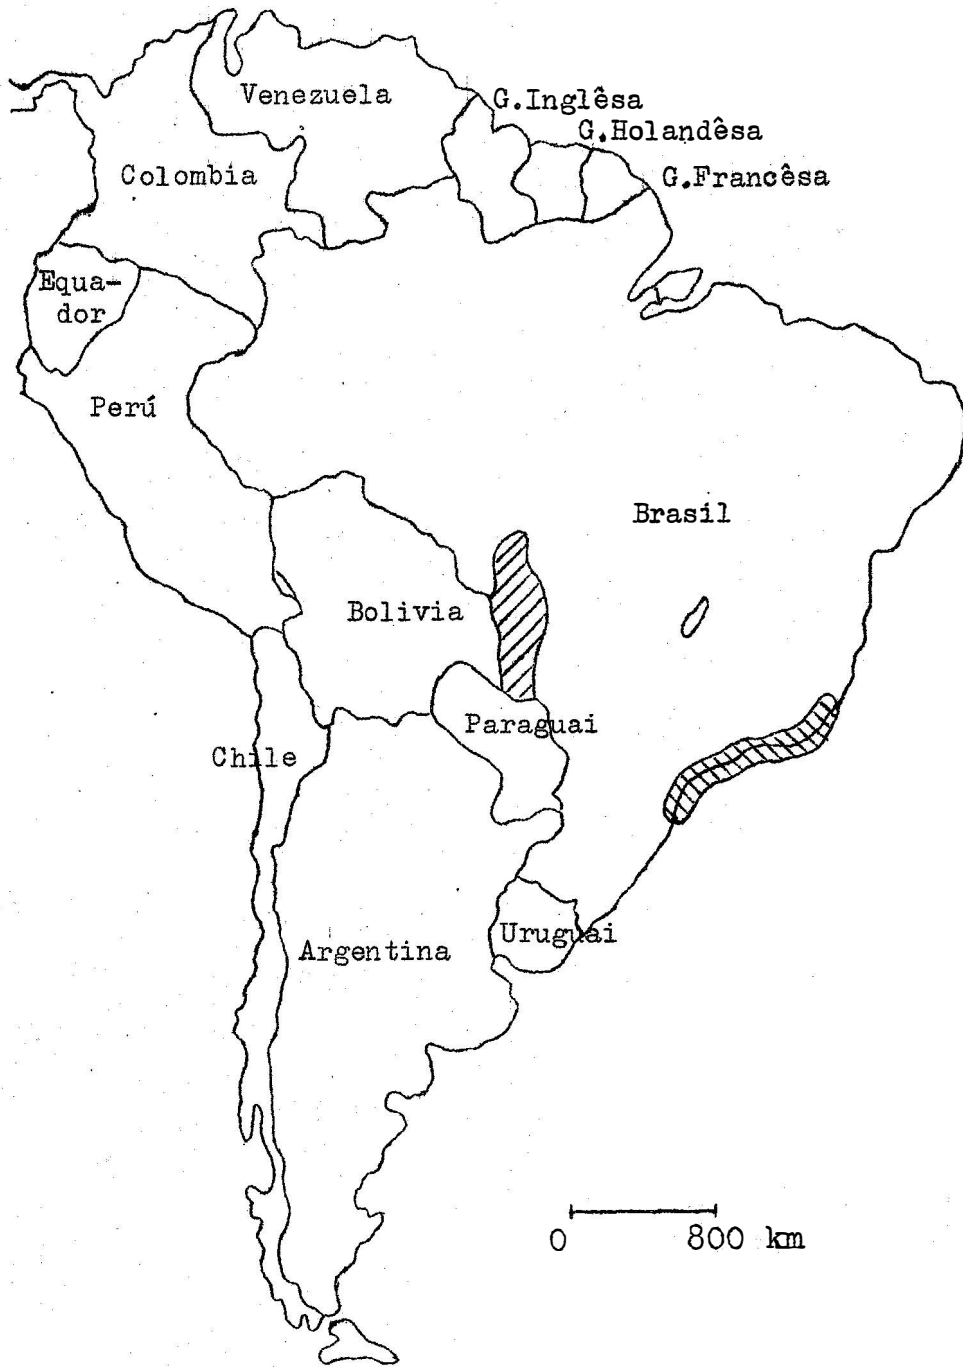 Venezuela
G.Inglêsa
G.Holandêsa
Colombia
G.Francêsa
Equa-
dor
Perú
Brasil
Bolivia
Paraguai
Chile
Uruguai
Argentina
0 800 km